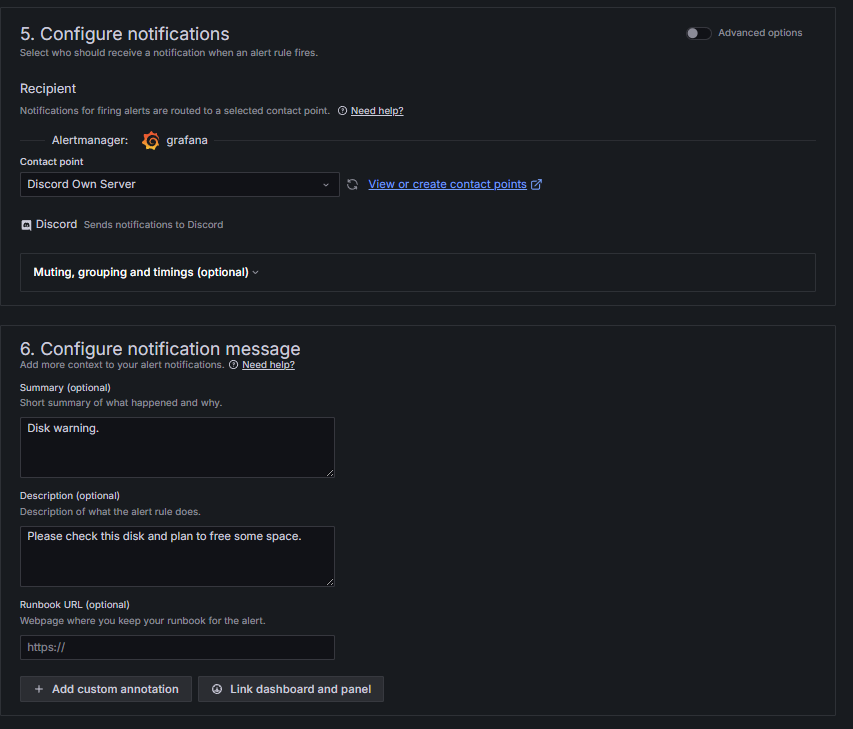 5. Configure notifications
Advanced options
Select who should receive a notification when an alert rule fires.
Recipient
Notifications for firing alerts are routed to a selected contact point. Need help?
Alertmanager: grafana
Contact point
Discord Own Server
View or create contact points
Discord Sends notifications to Discord
Muting, grouping and timings (optional)
6. Configure notification message
Add more context to your alert notifications. Need help?
Summary (optional)
Short summary of what happened and why.
Disk warning.
Description (optional)
Description of what the alert rule does.
Please check this disk and plan to free some space.
Runbook URL (optional)
Webpage where you keep your runbook for the alert.
https://
+ Add custom annotation
Link dashboard and panel